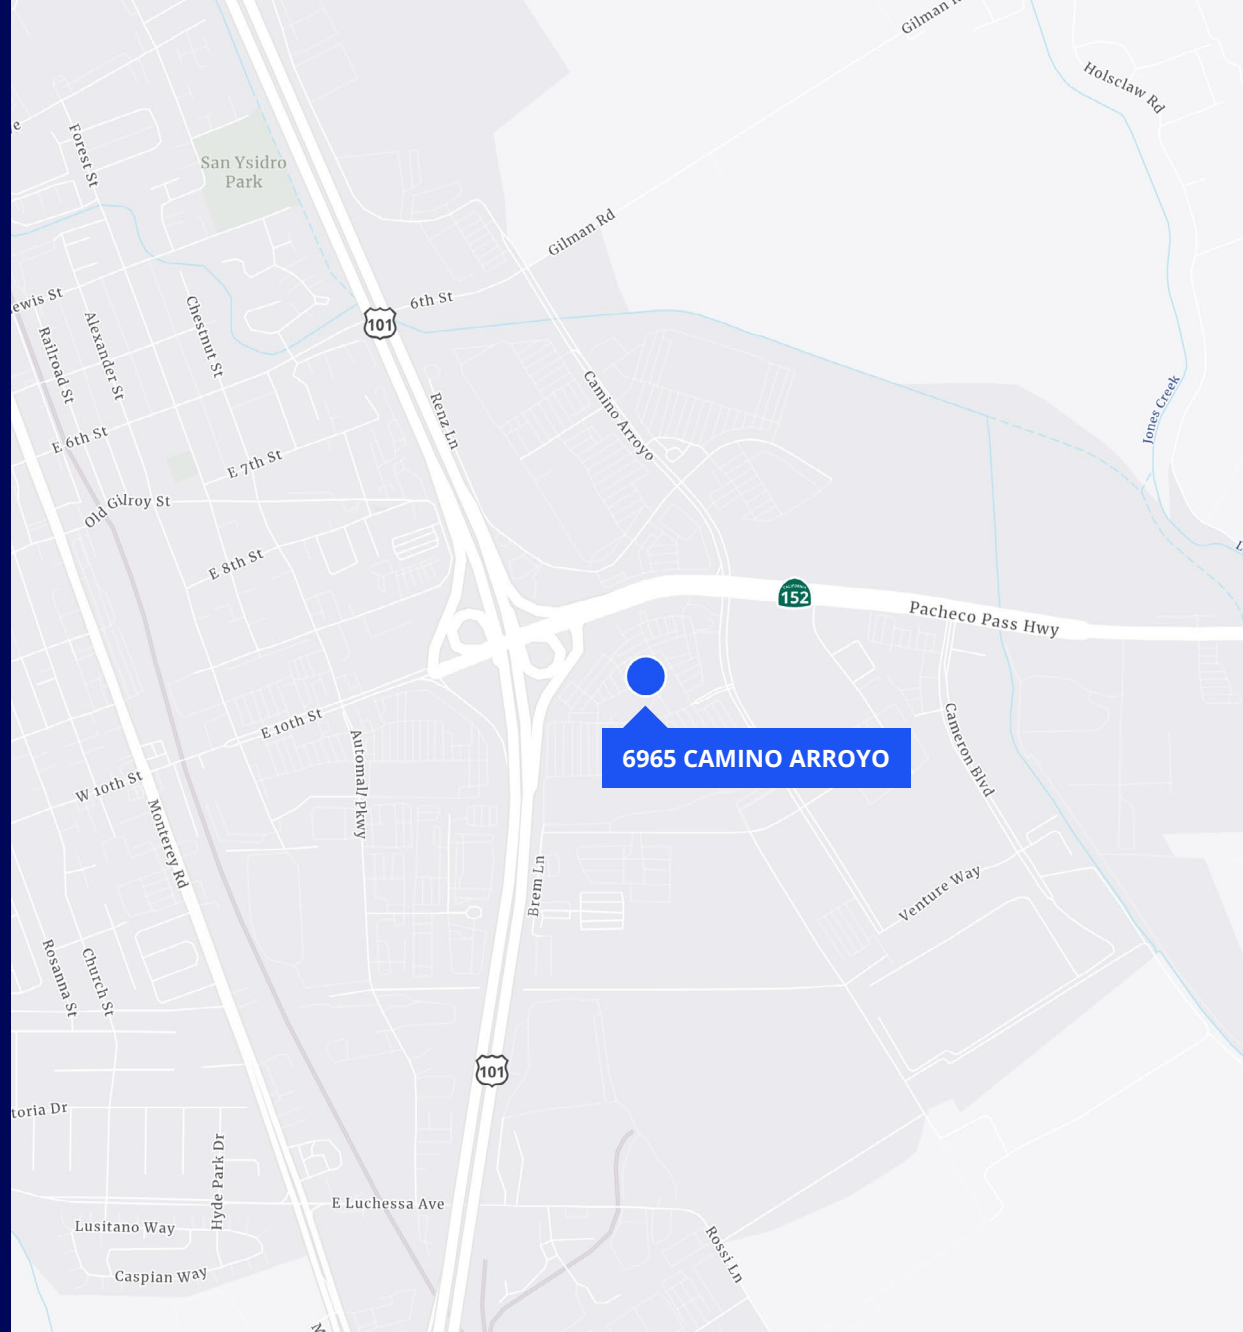 Gilman R
Holsclaw Rd
Forest St
San Ysidro
Park
Gilman Rd
ewis St
6th St
101
Chestnut St
Alexander St
Railroad St
Camino Arroyo
Jones Creek
Renz Ln
E 6th St
E 7th St
Old Gilroy St
E 8th St
CALIFORNIA
152
Pacheco Pass Hwy
E 10th St
Cameron Blvd
6965 CAMINO ARROYO
Automall Pkwy
W 10th St
Monterey Rd
Brem Ln
Venture Way
Rosanna St
Church St
101
toria Dr
Hyde Park Dr
E Luchessa Ave
Lusitano Way
Rossi Ln
Caspian Way